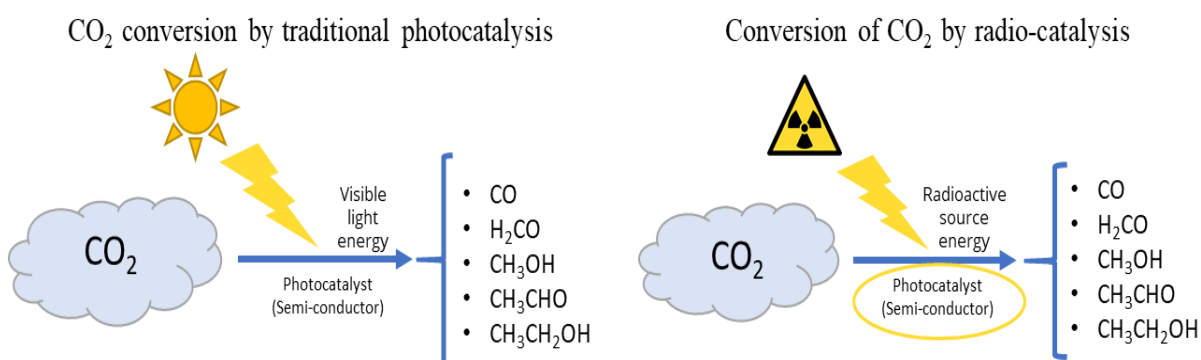 CO₂ conversion by traditional photocatalysis
CO₂
Visible
light
energy
Photocatalyst
(Semi-conductor)
• CO
• H₂CO
• CH₃OH
• CH₃CHO
• CH₃CH₂OH
Conversion of CO₂ by radio-catalysis
CO₂
Radioactive
source
energy
Photocatalyst
(Semi-conductor)
• CO
• H₂CO
• CH₃OH
• CH₃CHO
• CH₃CH₂OH